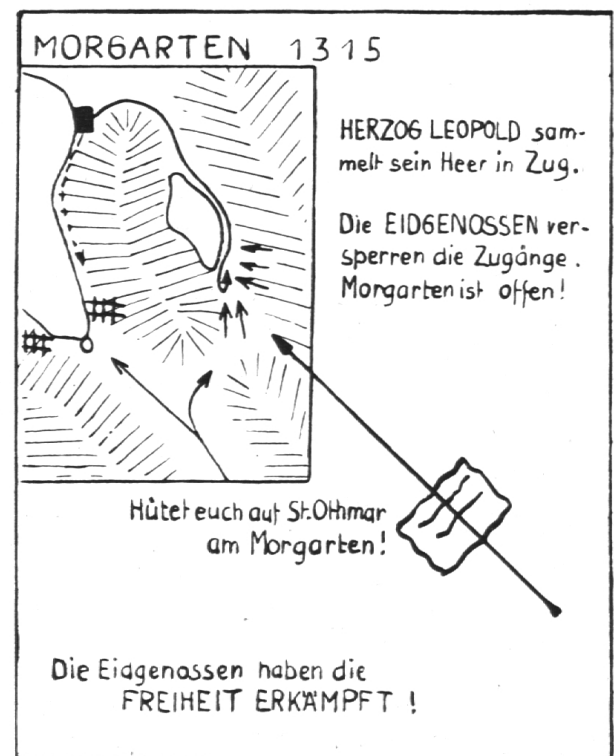 MORGARTEN 1315
HERZOG LEOPOLD sam-
melt sein Heer in Zug.
Die EIDGENOSSEN ver-
sperren die Zugänge.
Morgarten ist offen!
Hütet euch auf St.Othmar
am Morgarten!
Die Eidgenossen haben die
FREIHEIT ERKÄMPFT !